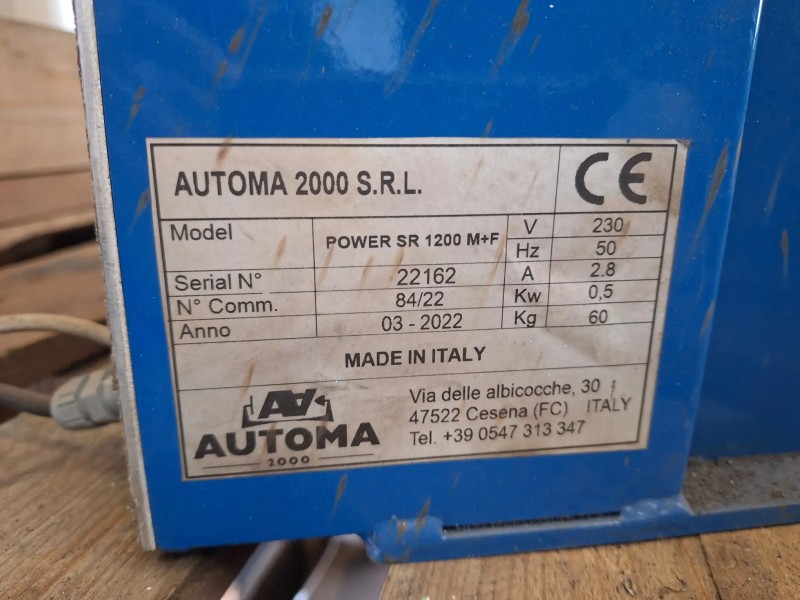 AUTOMA 2000 S.R.L. CE
Model POWER SR 1200 M+F V 230
Hz 50
Serial N° 22162 A 2.8
N° Comm. 84/22 Kw 0,5
Anno 03 - 2022 Kg 60
MADE IN ITALY
AUTOMA
2000
Via delle albicocche, 30
47522 Cesena (FC) ITALY
Tel. +39 0547 313 347